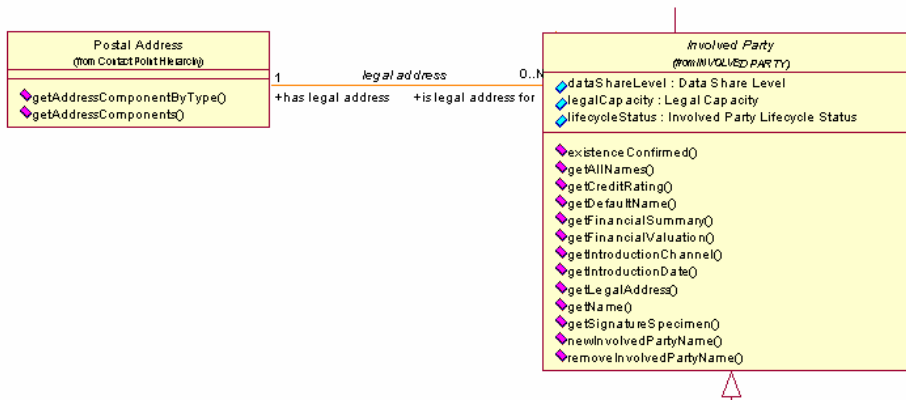 Postal Address
(from ContactPoint Hierarchy)
getAddressComponentByType()
getAddressComponents()
1
legal address
0..N
+has legal address
+is legal address for
Involved Party
(from INVOLVED PARTY)
dataShareLevel : Data Share Level
legalCapacity : Legal Capacity
lifecycleStatus : Involved Party Lifecycle Status
existenceConfirmed()
getAllNames()
getCreditRating()
getDefaultName()
getFinancialSummary()
getFinancialValuation()
getIntroductionChannel()
getIntroductionDate()
getLegalAddress()
getName()
getSignatureSpecimen()
newInvolvedPartyName()
removeInvolvedPartyName()